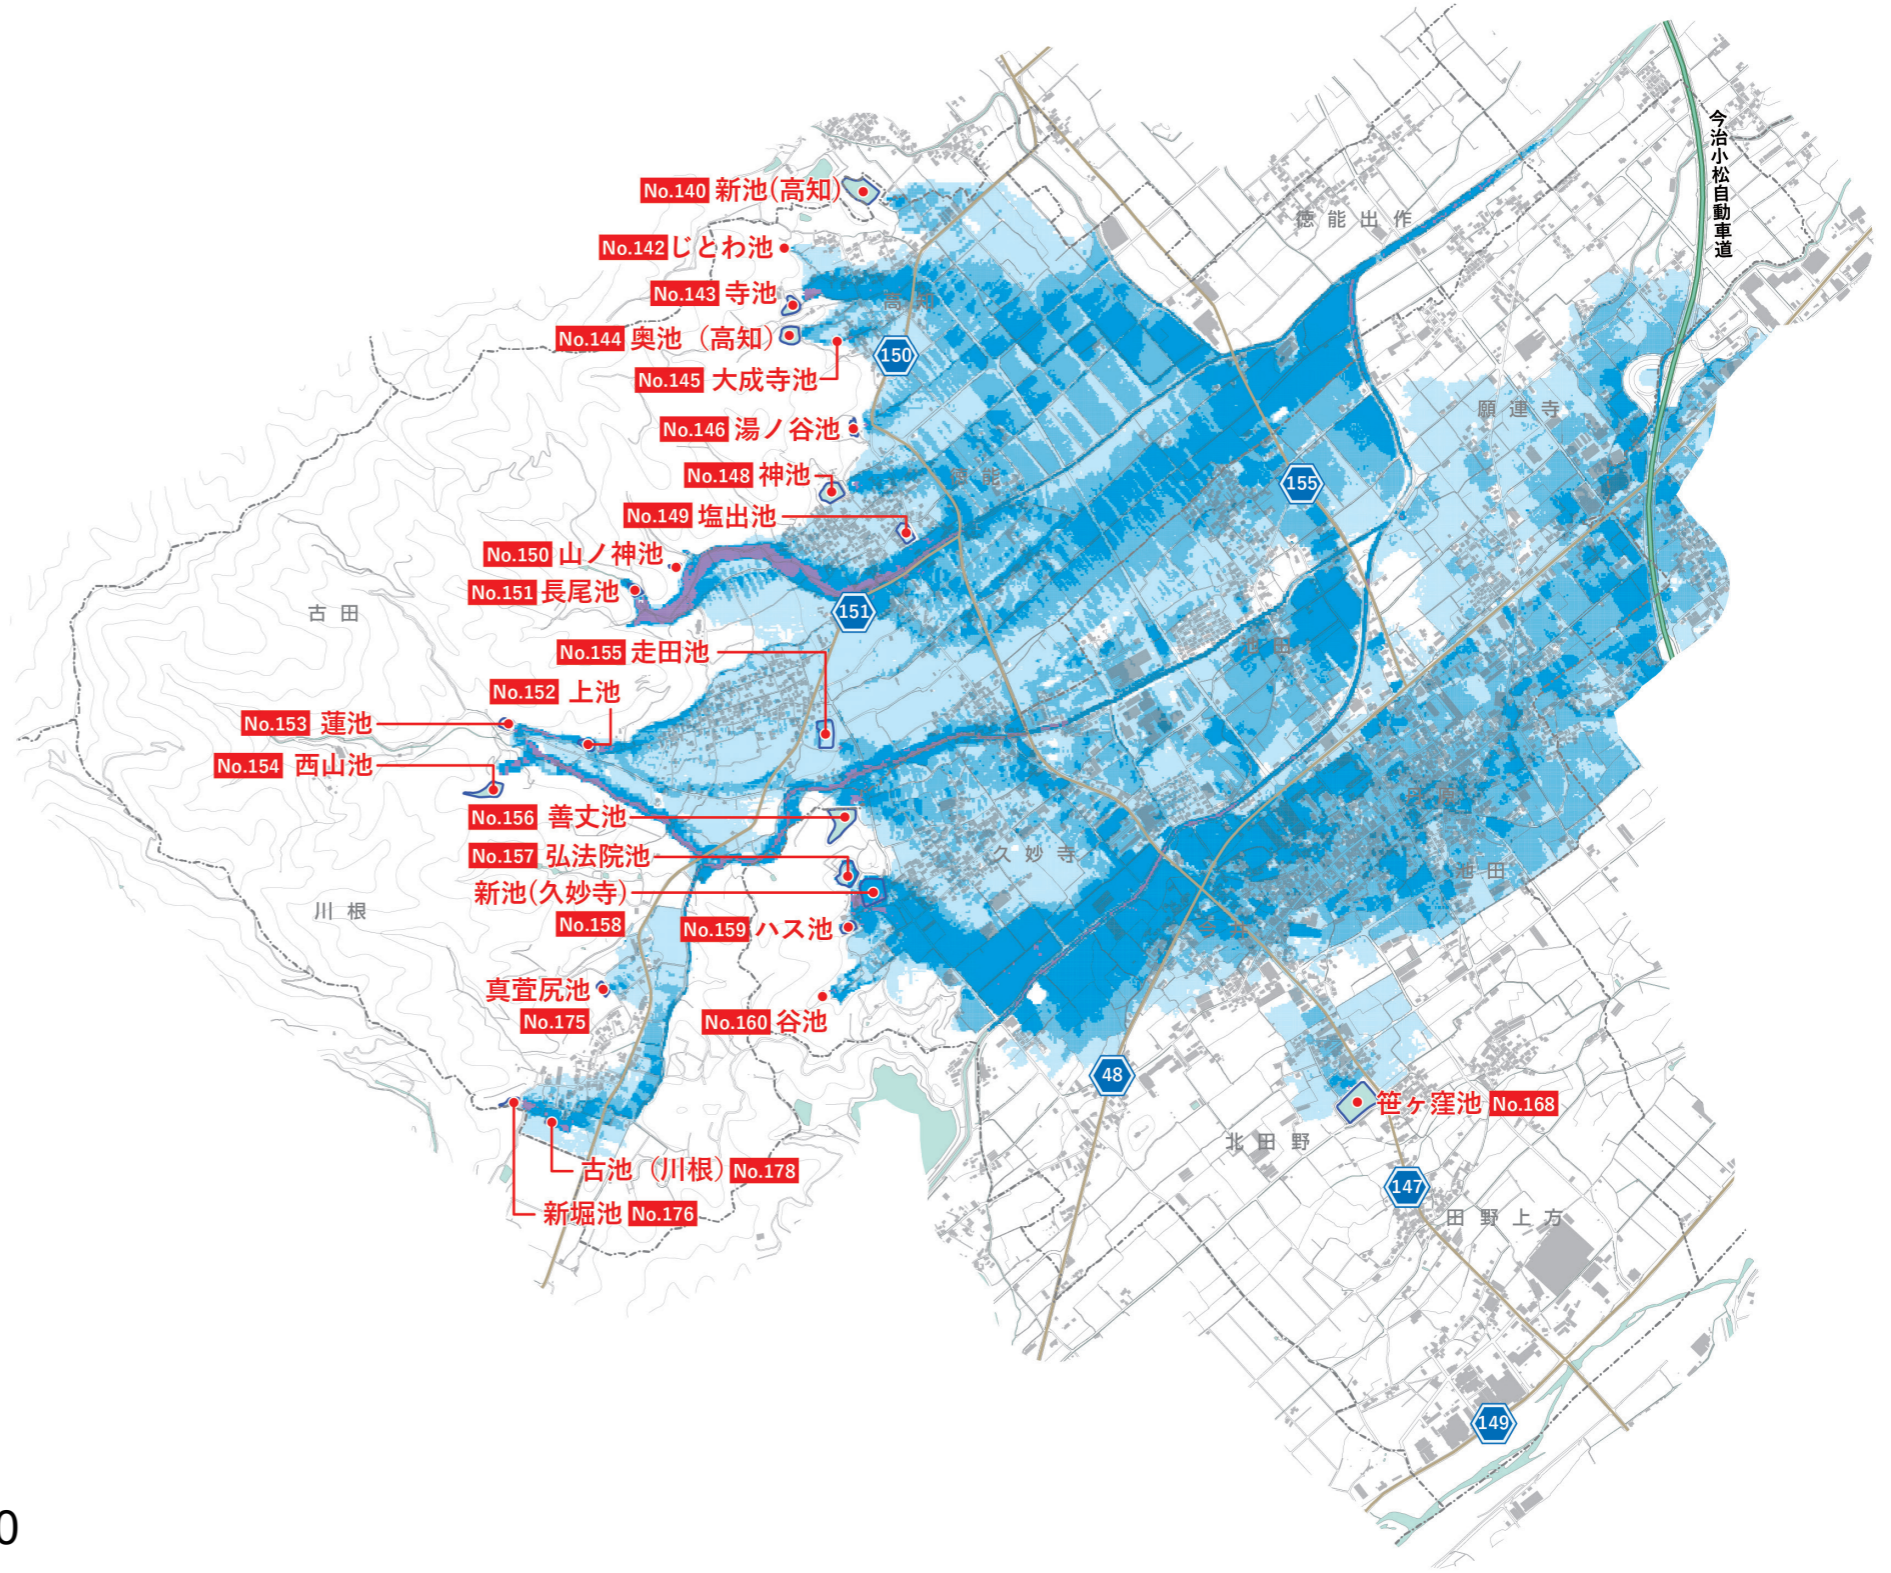 今治小松自動車道
No.140 新池(高知)
徳能出作
No.142 じとわ池
No.143 寺池
高知
No.144 奥池（高知）
150
No.145 大成寺池
願連寺
No.146 湯ノ谷池
No.148 神池
徳能
155
No.149 塩出池
No.150 山ノ神池
No.151 長尾池
古田
151
No.155 走田池
No.152 上池
No.153 蓮池
No.154 西山池
No.156 善丈池
久妙寺
No.157 弘法院池
池田
新池(久妙寺)
No.158
川根
No.159 ハス池
真萓尻池
No.175
No.160 谷池
48
笹ヶ窪池 No.168
北田野
古池（川根） No.178
147
新堀池 No.176
田野上方
149
0